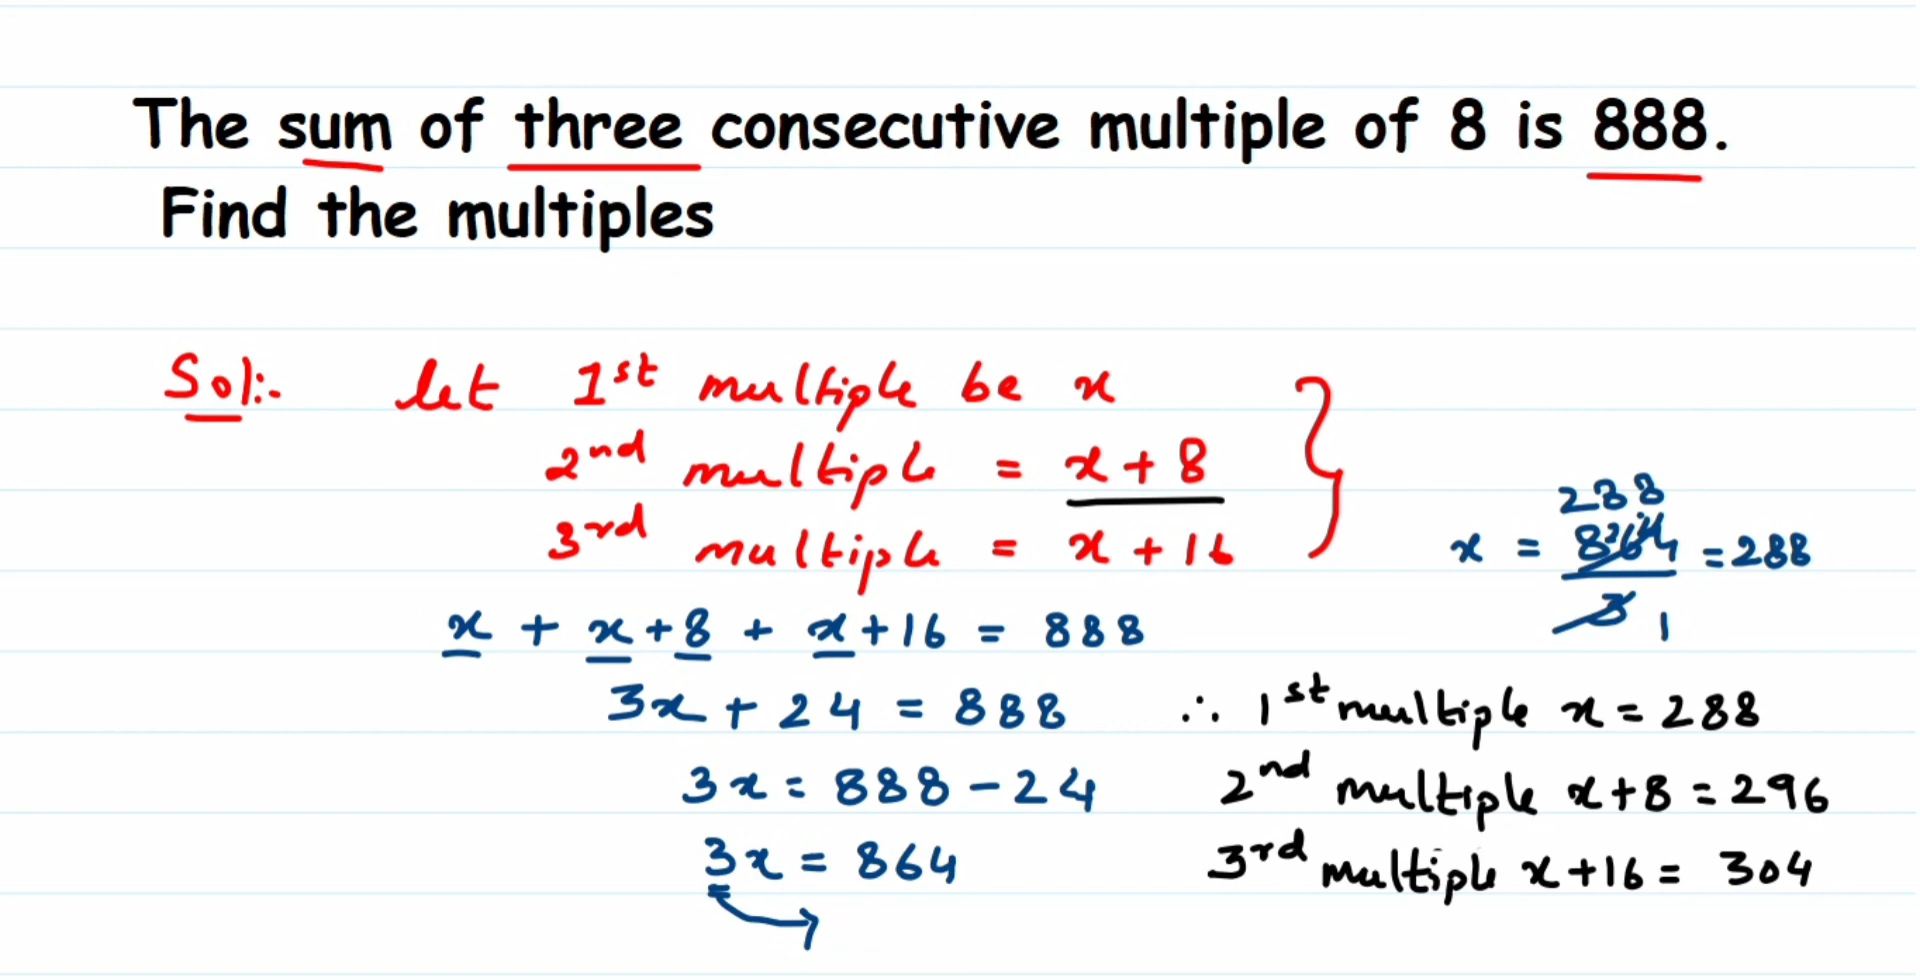 The sum of three consecutive multiple of 8 is 888.
Find the multiples
Sol:- let 1st multiple be x
2nd multiple = x + 8
3rd multiple = x + 16
x + x + 8 + x + 16 = 888
3x + 24 = 888
3x = 888 - 24
3x = 864
288
x = 864 = 288
3 1
∴ 1st multiple x = 288
2nd multiple x + 8 = 296
3rd multiple x + 16 = 304